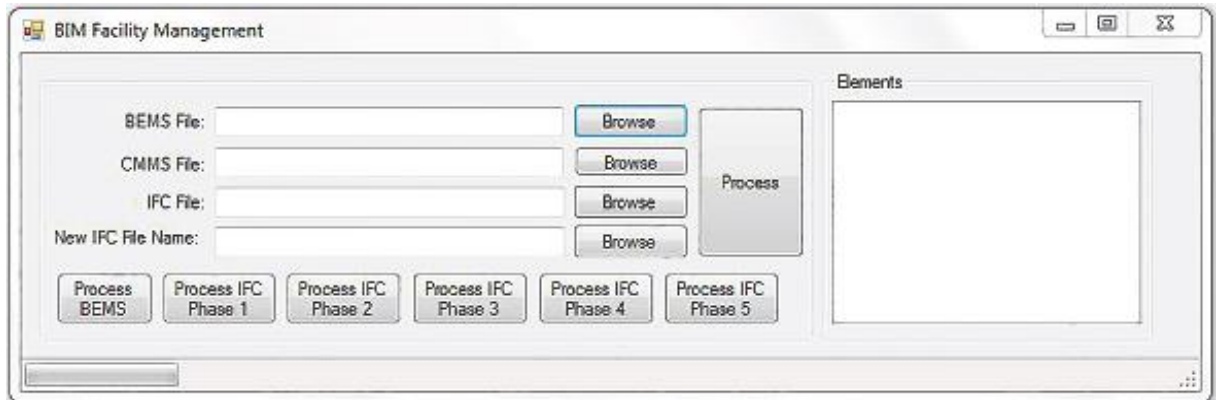 BIM Facility Management
BEMS File:
Browse
CMMS File:
Browse
IFC File:
Browse
New IFC File Name:
Browse
Process
Process
BEMS
Process IFC
Phase 1
Process IFC
Phase 2
Process IFC
Phase 3
Process IFC
Phase 4
Process IFC
Phase 5
Elements